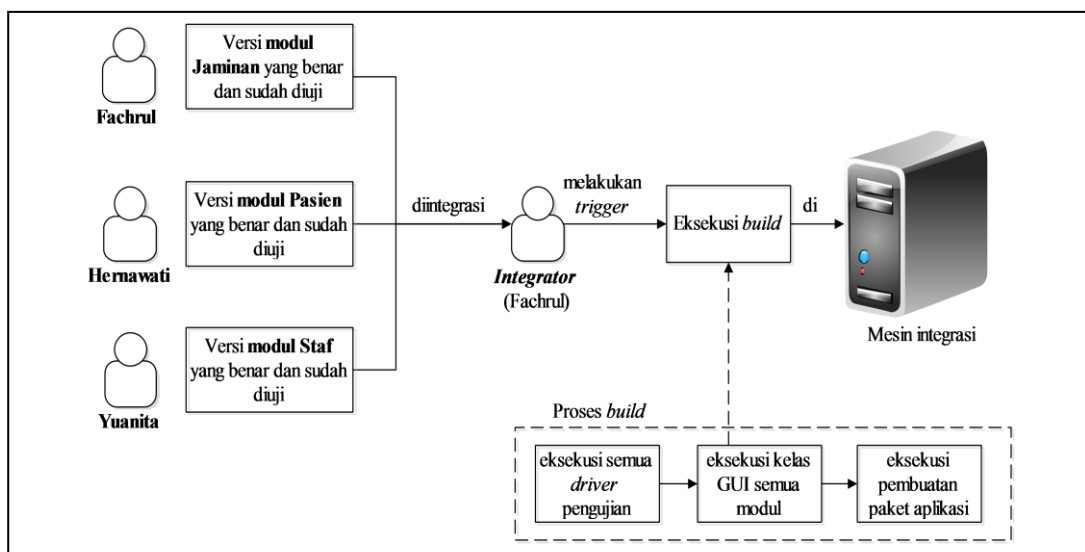 Versi modul
Jaminan yang benar
dan sudah diuji
Fachrul
Versi modul Pasien
yang benar dan sudah
diuji
Hernawati
Versi modul Staf
yang benar dan sudah
diuji
Yuanita
diintegrasi
Integrator
(Fachrul)
melakukan
trigger
Eksekusi build
di
Mesin integrasi
Proses build
eksekusi semua
driver
pengujian
eksekusi kelas
GUI semua
modul
eksekusi
pembuatan
paket aplikasi